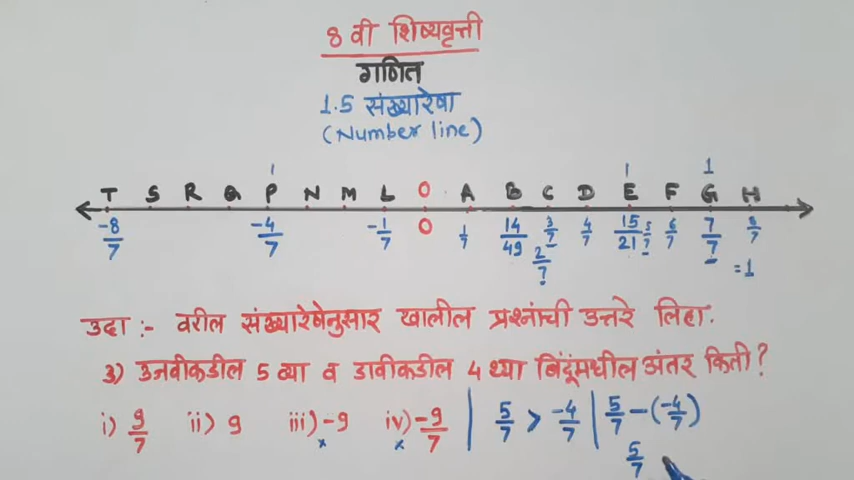 8 वी शिष्यवृत्ती
गणित
1.5 संख्यारेषा
(Number line)
1 1 1
T S R Q P N M L O A B C D E F G H
-8/7 -4/7 -1/7 0 1/7 14/49 2/7 3/7 4/7 15/21 5/7 6/7 7/7 =1 8/7
उदा :- वरील संख्यारेषेनुसार खालील प्रश्नांची उत्तरे लिहा.
3) उजवीकडील 5 व्या व डावीकडील 4 थ्या बिंदूंमधील अंतर किती?
i) 9/7 ii) 9 iii) -9 iv) -9/7 | 5/7 > -4/7 | 5/7 - (-4/7)
x x
5/7